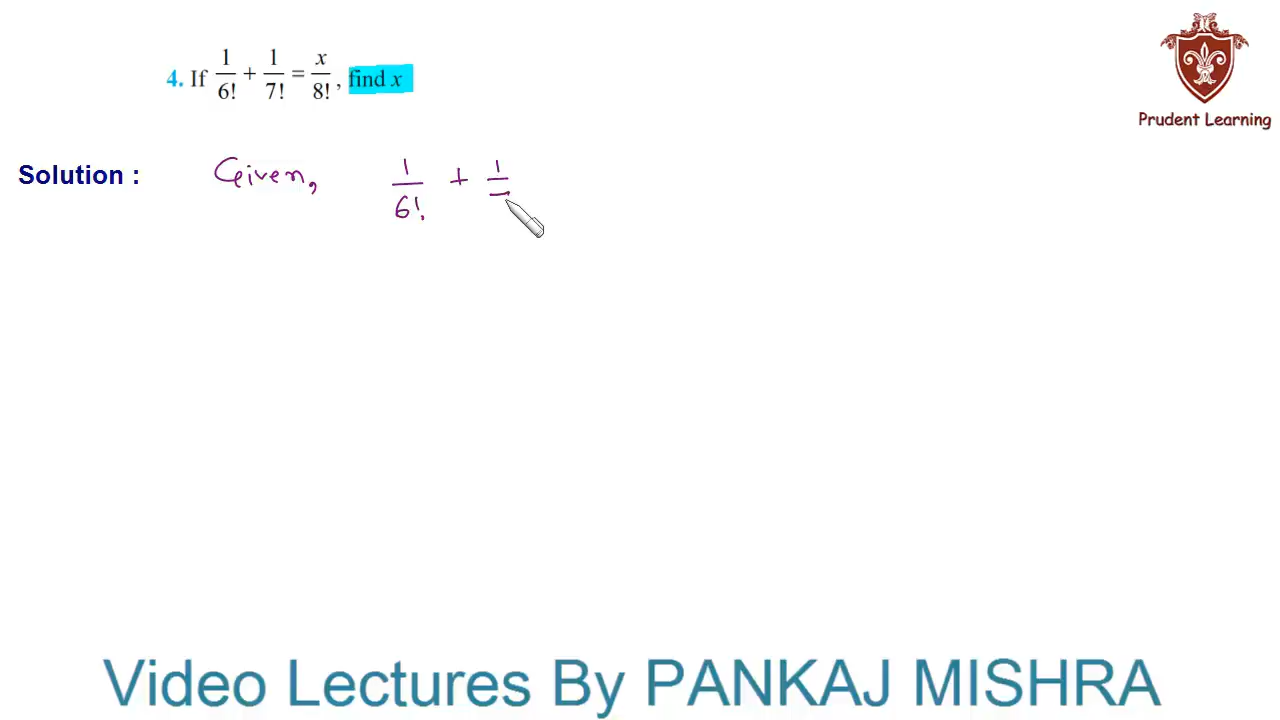 4. If 1/6! + 1/7! = x/8!, find x
Prudent Learning
Solution : Given, 1/6! + 1/
Video Lectures By PANKAJ MISHRA